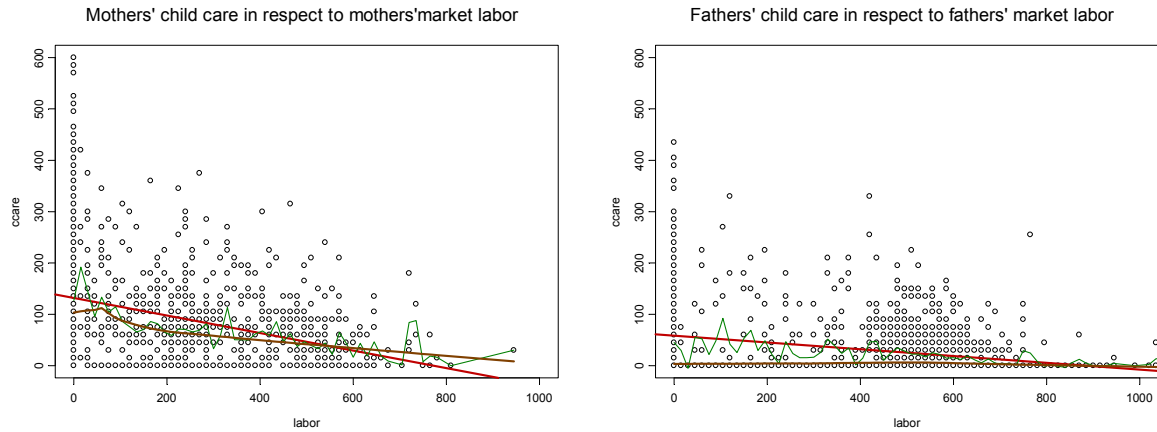 Mothers' child care in respect to mothers'market labor
ccare
0 100 200 300 400 500 600
0 200 400 600 800 1000
labor
Fathers' child care in respect to fathers' market labor
ccare
0 100 200 300 400 500 600
0 200 400 600 800 1000
labor